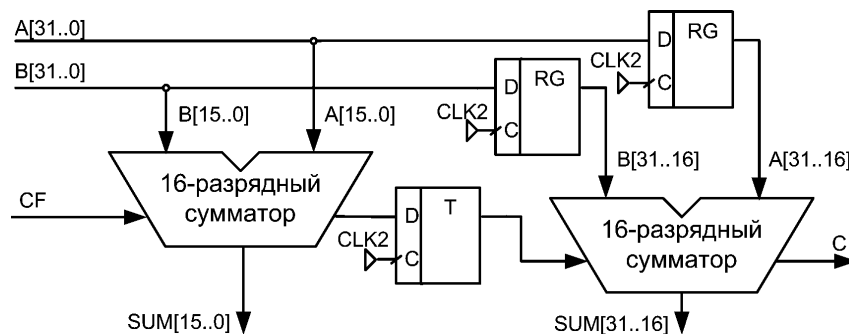 A[31..0]
D
RG
CLK2
C
B[31..0]
D
RG
CLK2
C
B[15..0]
A[15..0]
B[31..16]
A[31..16]
16-разрядный
сумматор
CF
D
T
CLK2
C
16-разрядный
сумматор
C
SUM[15..0]
SUM[31..16]